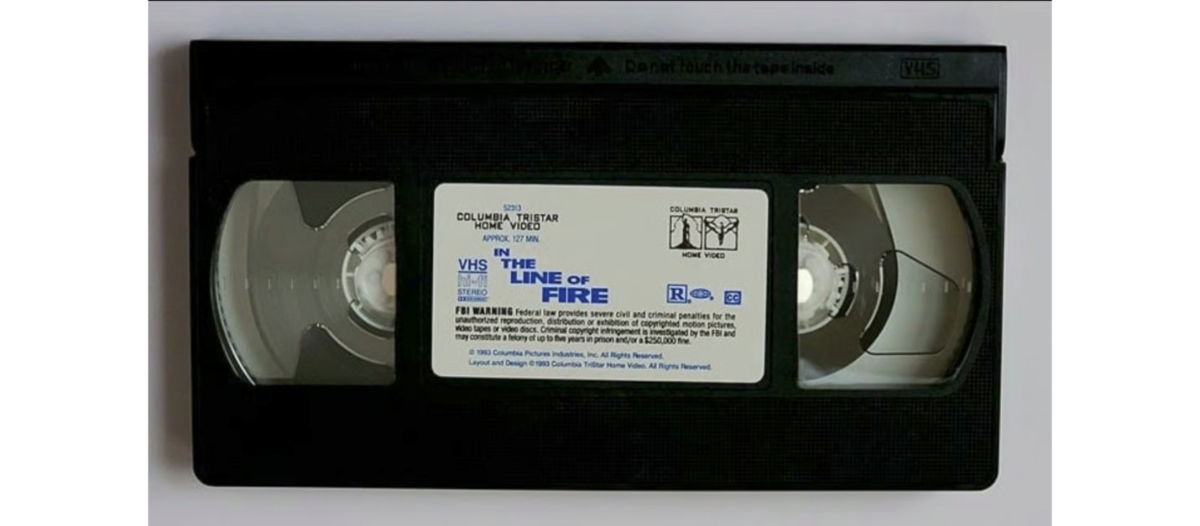 Do not touch the tape inside
VHS
52313
COLUMBIA TRISTAR
HOME VIDEO
APPROX. 127 MIN.
COLUMBIA TRISTAR
HOME VIDEO
VHS
hi-fi
STEREO
IN
THE
LINE OF
FIRE
R
CC
FBI WARNING Federal law provides severe civil and criminal penalties for the
unauthorized reproduction, distribution or exhibition of copyrighted motion pictures,
video tapes or video discs. Criminal copyright infringement is investigated by the FBI and
may constitute a felony of up to five years in prison and/or a $250,000 fine.
© 1993 Columbia Pictures Industries, Inc. All Rights Reserved.
Layout and Design © 1993 Columbia TriStar Home Video. All Rights Reserved.